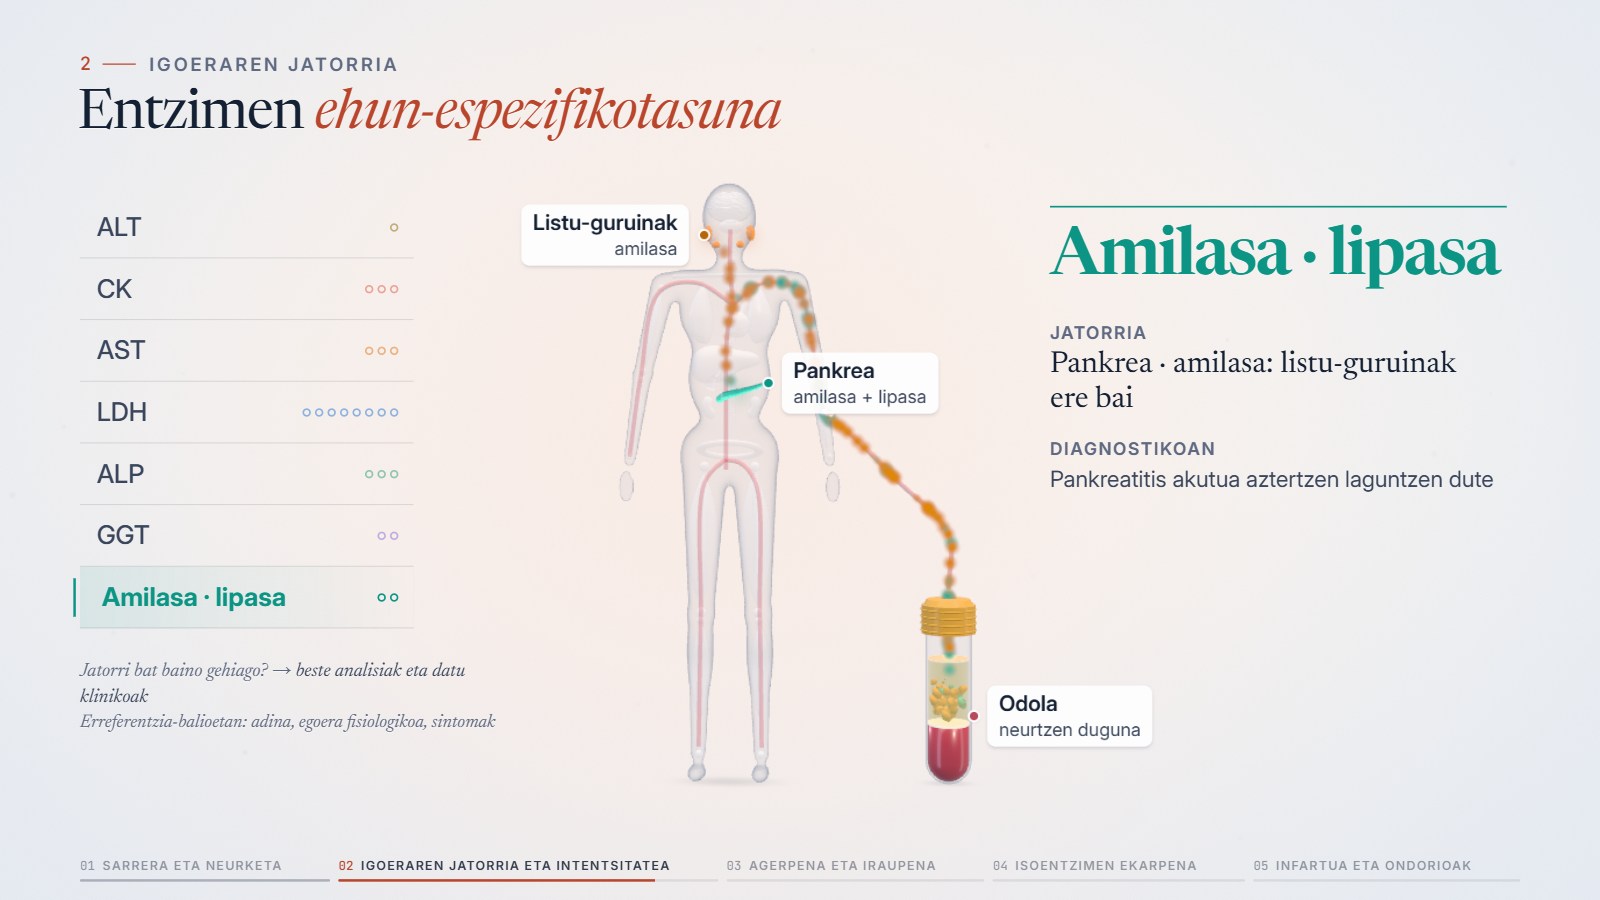 2 — IGOERAREN JATORRIA
Entzimen ehun-espezifikotasuna
ALT
CK
AST
LDH
ALP
GGT
Amilasa · lipasa
Jatorri bat baino gehiago? → beste analisiak eta datu
klinikoak
Erreferentzia-balioetan: adina, egoera fisiologikoa, sintomak
Listu-guruinak
amilasa
Pankrea
amilasa + lipasa
Odola
neurtzen duguna
Amilasa · lipasa
JATORRIA
Pankrea · amilasa: listu-guruinak
ere bai
DIAGNOSTIKOAN
Pankreatitis akutua aztertzen laguntzen dute
01 SARRERA ETA NEURKETA
02 IGOERAREN JATORRIA ETA INTENTSITATEA
03 AGERPENA ETA IRAUPENA
04 ISOENTZIMEN EKARPENA
05 INFARTUA ETA ONDORIOAK